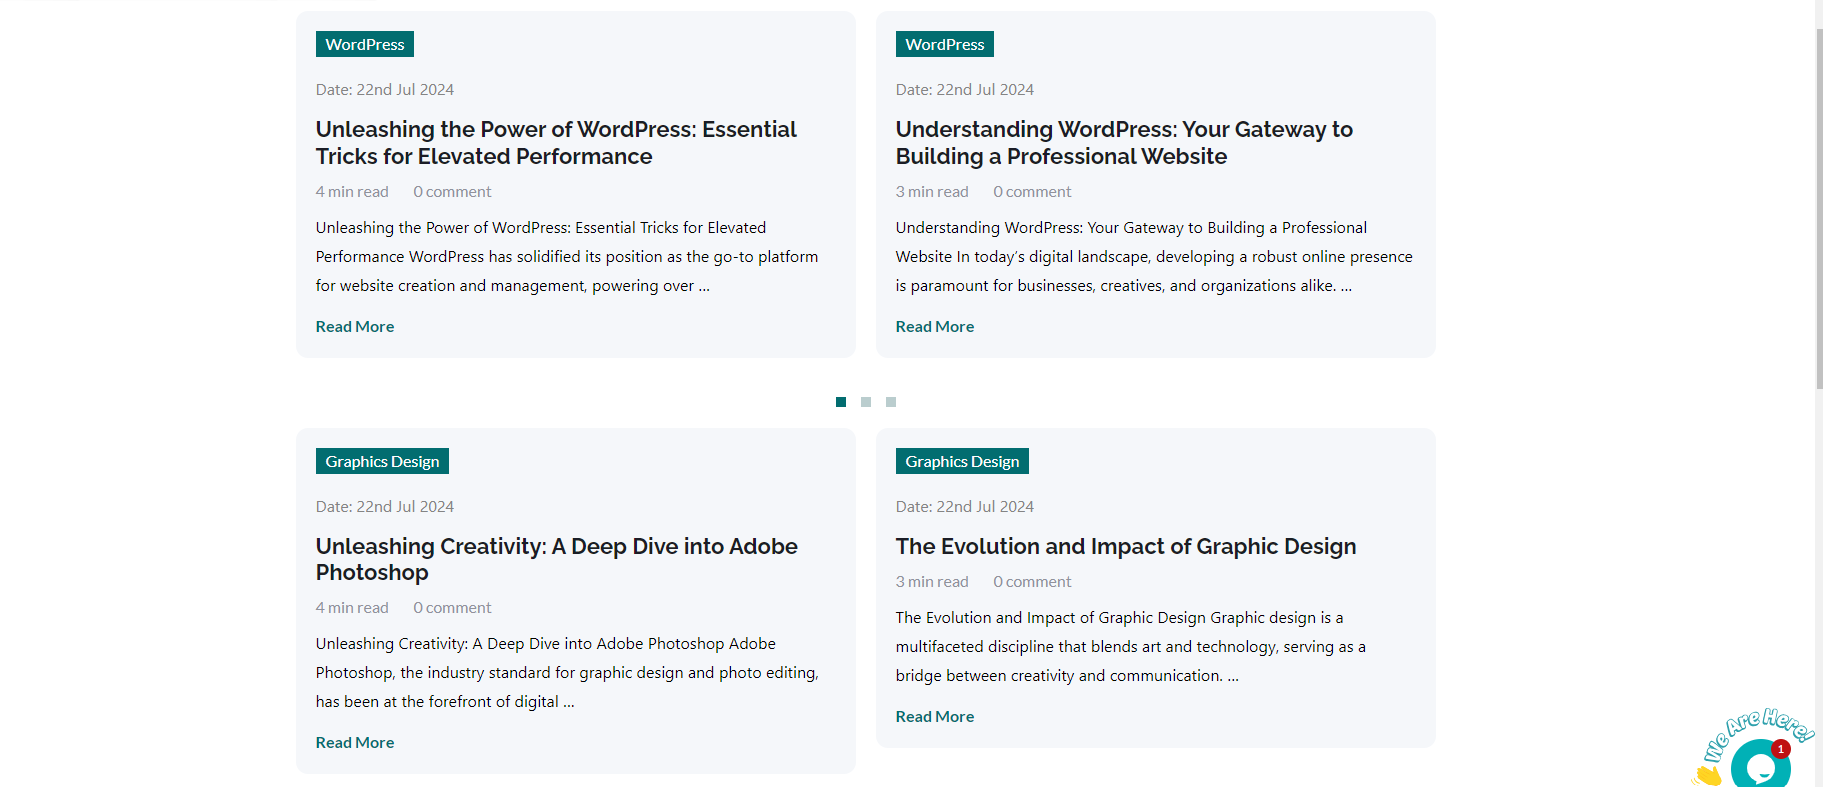 WordPress
Date: 22nd Jul 2024
Unleashing the Power of WordPress: Essential
Tricks for Elevated Performance
4 min read 0 comment
Unleashing the Power of WordPress: Essential Tricks for Elevated
Performance WordPress has solidified its position as the go-to platform
for website creation and management, powering over ...
Read More
WordPress
Date: 22nd Jul 2024
Understanding WordPress: Your Gateway to
Building a Professional Website
3 min read 0 comment
Understanding WordPress: Your Gateway to Building a Professional
Website In today’s digital landscape, developing a robust online presence
is paramount for businesses, creatives, and organizations alike. ...
Read More
Graphics Design
Date: 22nd Jul 2024
Unleashing Creativity: A Deep Dive into Adobe
Photoshop
4 min read 0 comment
Unleashing Creativity: A Deep Dive into Adobe Photoshop Adobe
Photoshop, the industry standard for graphic design and photo editing,
has been at the forefront of digital ...
Read More
Graphics Design
Date: 22nd Jul 2024
The Evolution and Impact of Graphic Design
3 min read 0 comment
The Evolution and Impact of Graphic Design Graphic design is a
multifaceted discipline that blends art and technology, serving as a
bridge between creativity and communication. ...
Read More
We Are Here!
1